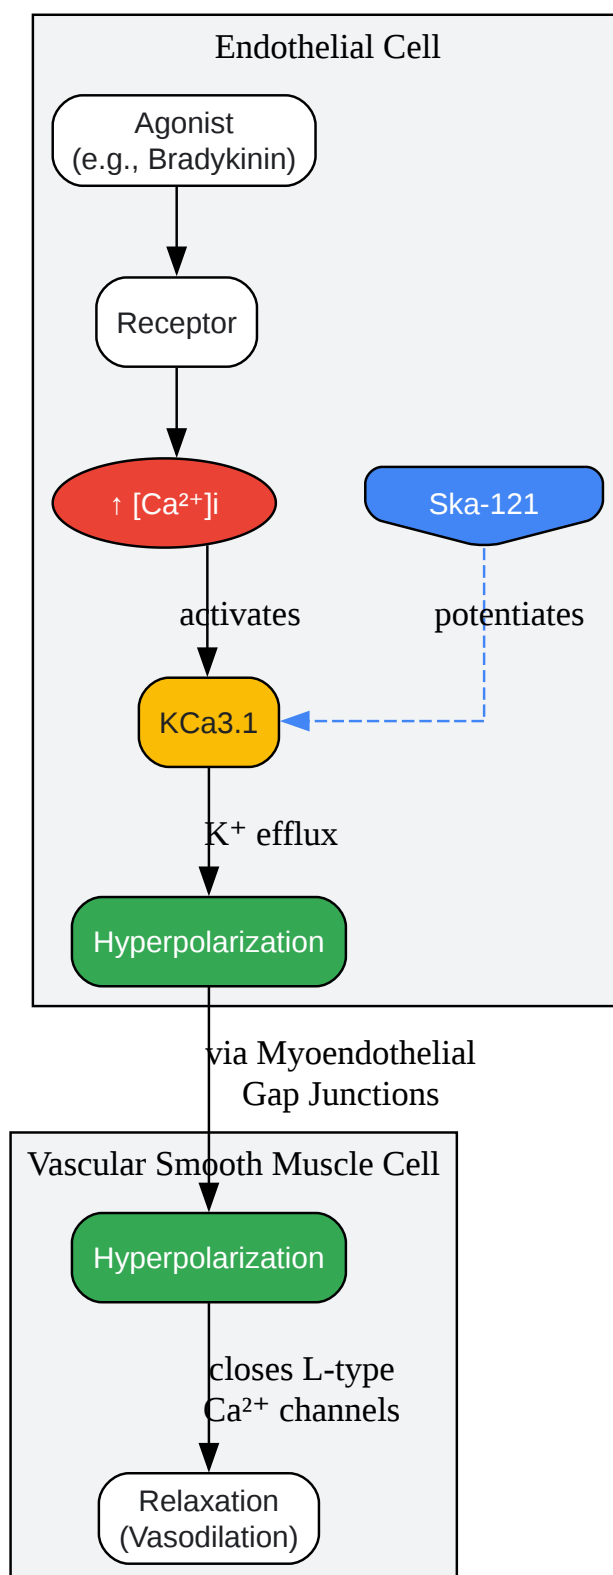 Endothelial Cell
Agonist
(e.g., Bradykinin)
Receptor
↑ [Ca²⁺]i
Ska-121
activates
potentiates
KCa3.1
K⁺ efflux
Hyperpolarization
via Myoendothelial
Gap Junctions
Vascular Smooth Muscle Cell
Hyperpolarization
closes L-type
Ca²⁺ channels
Relaxation
(Vasodilation)